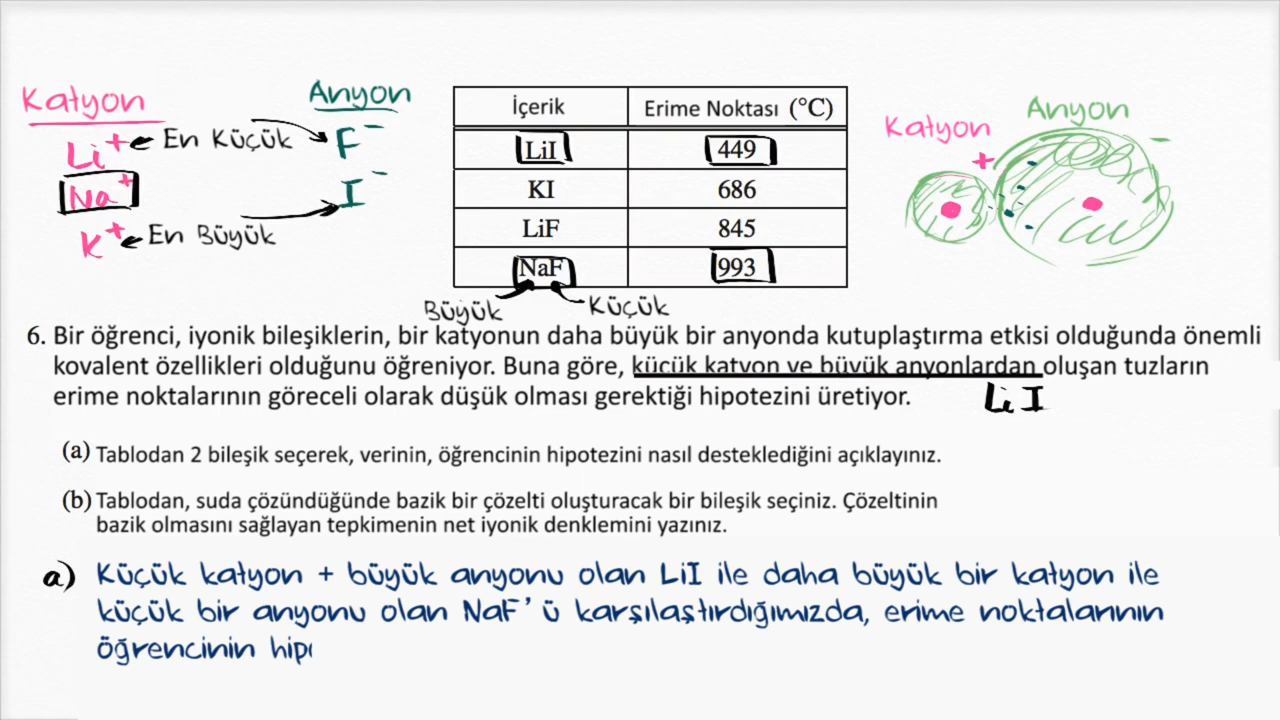 Katyon
Anyon
Li+ En Küçük F-
Na+ I-
K+ En Büyük
İçerik Erime Noktası (°C)
LiI 449
KI 686
LiF 845
NaF 993
Büyük Küçük
Katyon Anyon
+ -
6. Bir öğrenci, iyonik bileşiklerin, bir katyonun daha büyük bir anyonda kutuplaştırma etkisi olduğunda önemli
kovalent özellikleri olduğunu öğreniyor. Buna göre, küçük katyon ve büyük anyonlardan oluşan tuzların
erime noktalarının göreceli olarak düşük olması gerektiği hipotezini üretiyor.
LiI
(a) Tablodan 2 bileşik seçerek, verinin, öğrencinin hipotezini nasıl desteklediğini açıklayınız.
(b) Tablodan, suda çözündüğünde bazik bir çözelti oluşturacak bir bileşik seçiniz. Çözeltinin
bazik olmasını sağlayan tepkimenin net iyonik denklemini yazınız.
a) Küçük katyon + büyük anyonu olan LiI ile daha büyük bir katyon ile
küçük bir anyonu olan NaF'ü karşılaştırdığımızda, erime noktalarının
öğrencinin hip